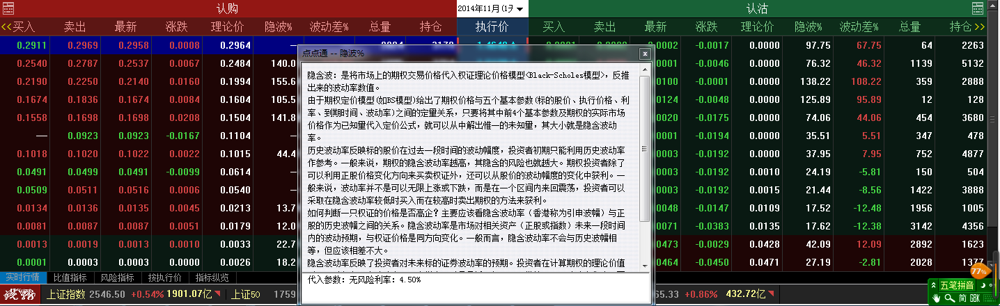 认购 2014年11月(1天 认沽
<<买入 卖出 最新 涨跌 理论价 隐波% 波动差% 总量 持仓 执行价 买入 卖出 最新 涨跌 理论价 隐波% 波动差% 总量 持仓>>
0.2911 0.2969 0.2958 0.0008 0.2964 — -0.0017 0.0000 97.75 67.75 64 2263
0.2540 0.2787 0.2537 0.0067 0.2484 140.0 -0.0046 0.0000 76.32 46.32 1139 5132
0.2190 0.2250 0.2140 0.0160 0.1994 155.6 -0.0001 0.0000 138.22 108.22 359 2888
0.1674 0.1836 0.1674 0.0084 0.1604 105.5 -0.0048 0.0000 125.89 95.89 12 128
0.1558 0.1698 0.1698 0.0208 0.1504 141.8 -0.0175 0.0000 74.06 44.06 454 3680
— 0.0923 0.0923 -0.0167 0.1104 — -0.0194 0.0000 35.51 5.51 347 478
0.1018 0.1020 0.1022 0.0022 0.1015 44.4 -0.0192 0.0000 37.95 7.95 752 4877
0.0491 0.0499 0.0491 -0.0099 0.0614 — -0.0192 0.0010 24.19 -5.81 150 504
0.0509 0.0511 0.0516 0.0006 0.0540 — -0.0192 0.0015 21.44 -8.56 1422 3888
0.0134 0.0136 0.0135 0.0045 0.0213 13.7 -0.0147 0.0109 17.52 -12.48 1956 1005
0.0081 0.0087 0.0087 0.0051 0.0179 12.0 -0.0383 0.0135 17.62 -12.38 3142 4356
0.0013 0.0019 0.0013 0.0010 0.0033 22.7 -0.0029 0.0428 42.09 12.09 2892 1623
0.0001 0.0003 0.0003 0.0000 0.0026 18.2 -0.0450 0.0471 27.19 -2.81 2028 1377
点点通 -- 隐波%
隐含波：是将市场上的期权交易价格代入权证理论价格模型<Black-Scholes模型>，反推
出来的波动率数值。
由于期权定价模型(如BS模型)给出了期权价格与五个基本参数(标的股价、执行价格、利
率、到期时间、波动率)之间的定量关系，只要将其中前4个基本参数及期权的实际市场
价格作为已知量代入定价公式，就可以从中解出惟一的未知量，其大小就是隐含波动
率。
历史波动率反映标的股价在过去一段时间的波动幅度，投资者初期只能利用历史波动率
作参考。一般来说，期权的隐含波动率越高，其隐含的风险也就越大。期权投资者除了
可以利用正股价格变化方向来买卖权证外，还可以从股价的波动幅度的变化中获利。一
般来说，波动率并不是可以无限上涨或下跌，而是在一个区间内来回震荡，投资者可以
采取在隐含波动率较低时买入而在较高时卖出期权的方法来获利。
如何判断一只权证的价格是否高企？主要应该看隐含波动率（香港称为引申波幅）与正
股的历史波幅之间的关系。隐含波动率是市场对相关资产（正股或指数）未来一段时间
内的波动预期，与权证价格是同方向变化。一般而言，隐含波动率不会与历史波幅相
等，但应该相差不大。
隐含波动率反映了投资者对未来标的证券波动率的预期。投资者在计算期权的理论价值
代入参数：无风险利率：4.50%
实时行情 比值指标 风险指标 按执行价 指标纵览
钱龙 上证指数 2546.50 +0.54% 1901.07亿 上证50 1759 65.33 +0.86% 432.72亿
77%
五笔拼音
简 GBK